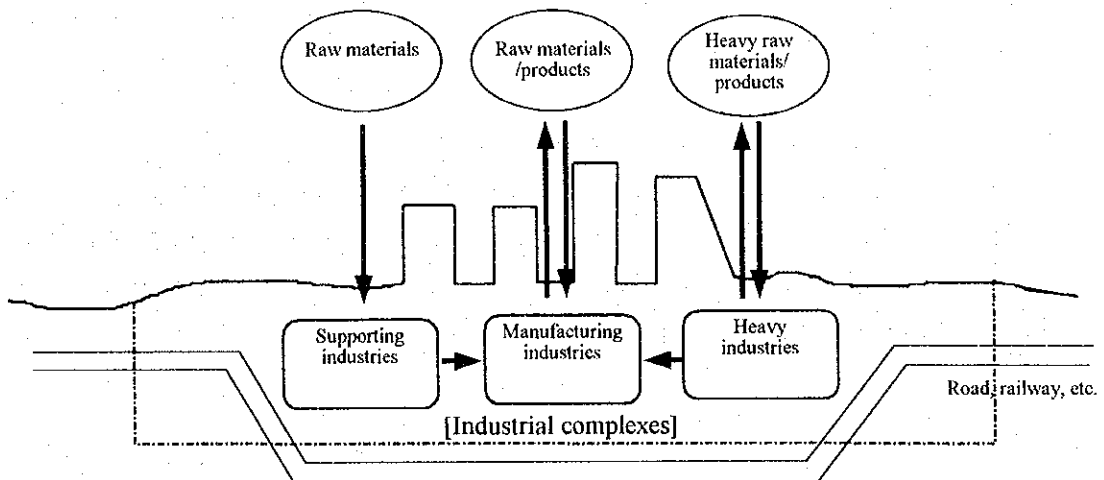 Raw materials
Raw materials
/products
Heavy raw
materials/
products
Supporting
industries
Manufacturing
industries
Heavy
industries
Road, railway, etc.
[Industrial complexes]